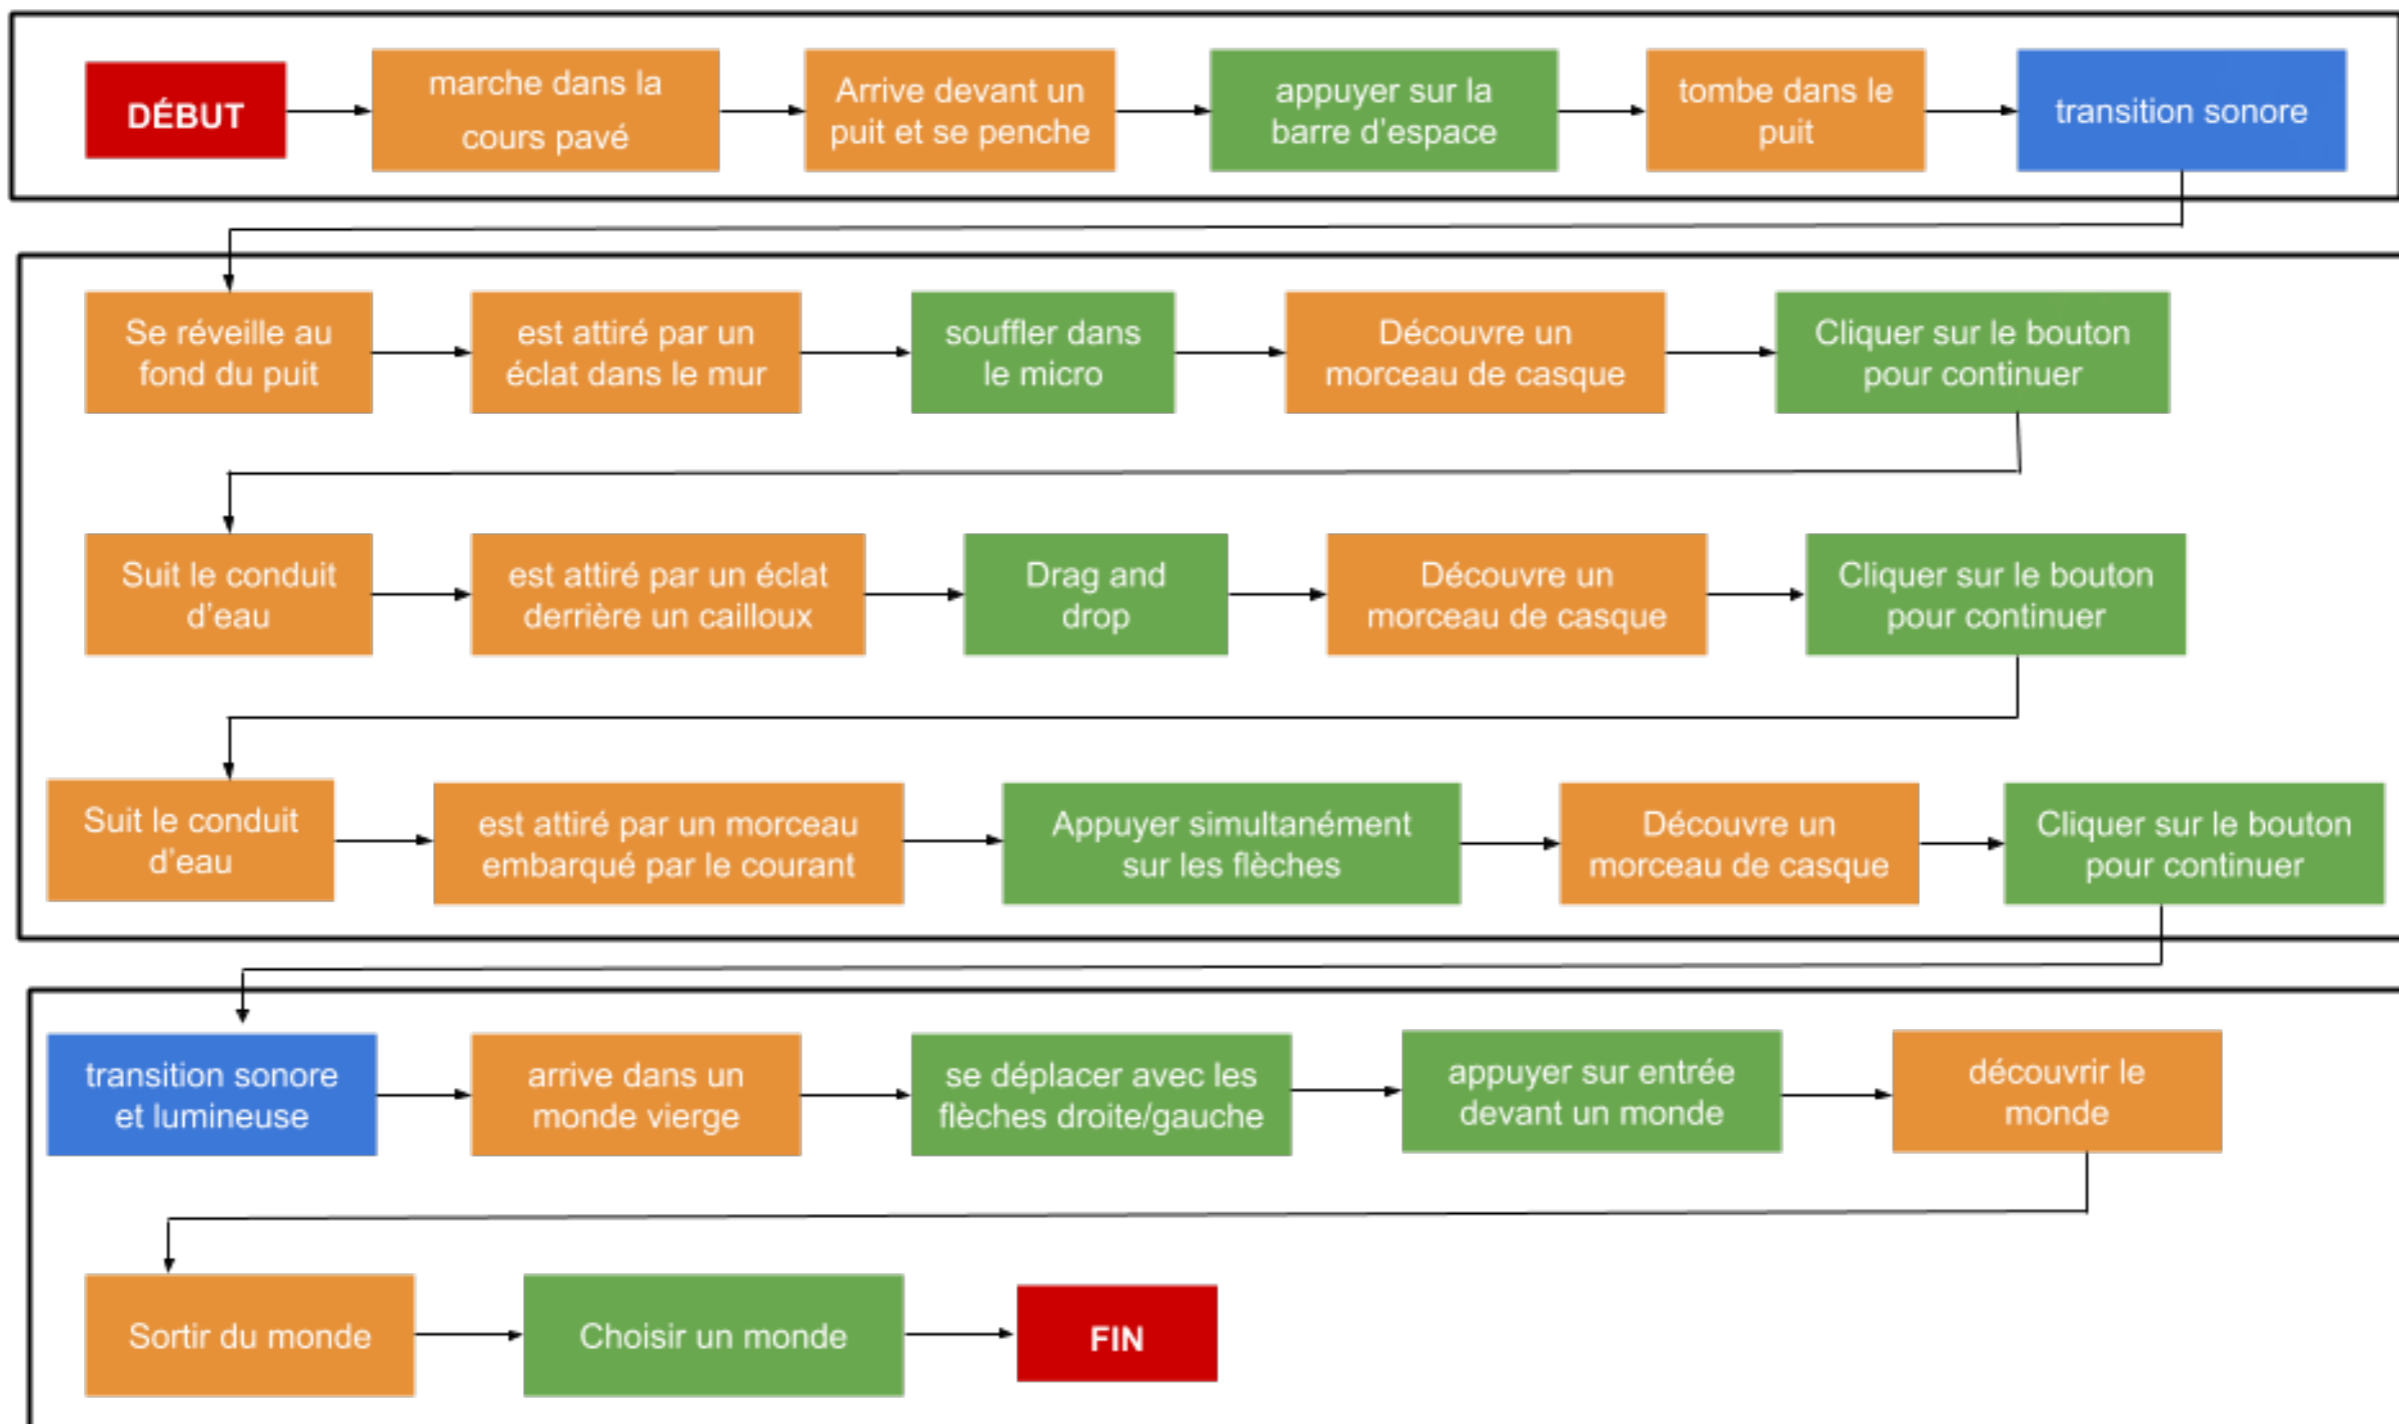 DÉBUT
marche dans la
cours pavé
Arrive devant un
puit et se penche
appuyer sur la
barre d'espace
tombe dans le
puit
transition sonore
Se réveille au
fond du puit
est attiré par un
éclat dans le mur
souffler dans
le micro
Découvre un
morceau de casque
Cliquer sur le bouton
pour continuer
Suit le conduit
d'eau
est attiré par un éclat
derrière un cailloux
Drag and
drop
Découvre un
morceau de casque
Cliquer sur le bouton
pour continuer
Suit le conduit
d'eau
est attiré par un morceau
embarqué par le courant
Appuyer simultanément
sur les flèches
Découvre un
morceau de casque
Cliquer sur le bouton
pour continuer
transition sonore
et lumineuse
arrive dans un
monde vierge
se déplacer avec les
flèches droite/gauche
appuyer sur entrée
devant un monde
découvrir le
monde
Sortir du monde
Choisir un monde
FIN